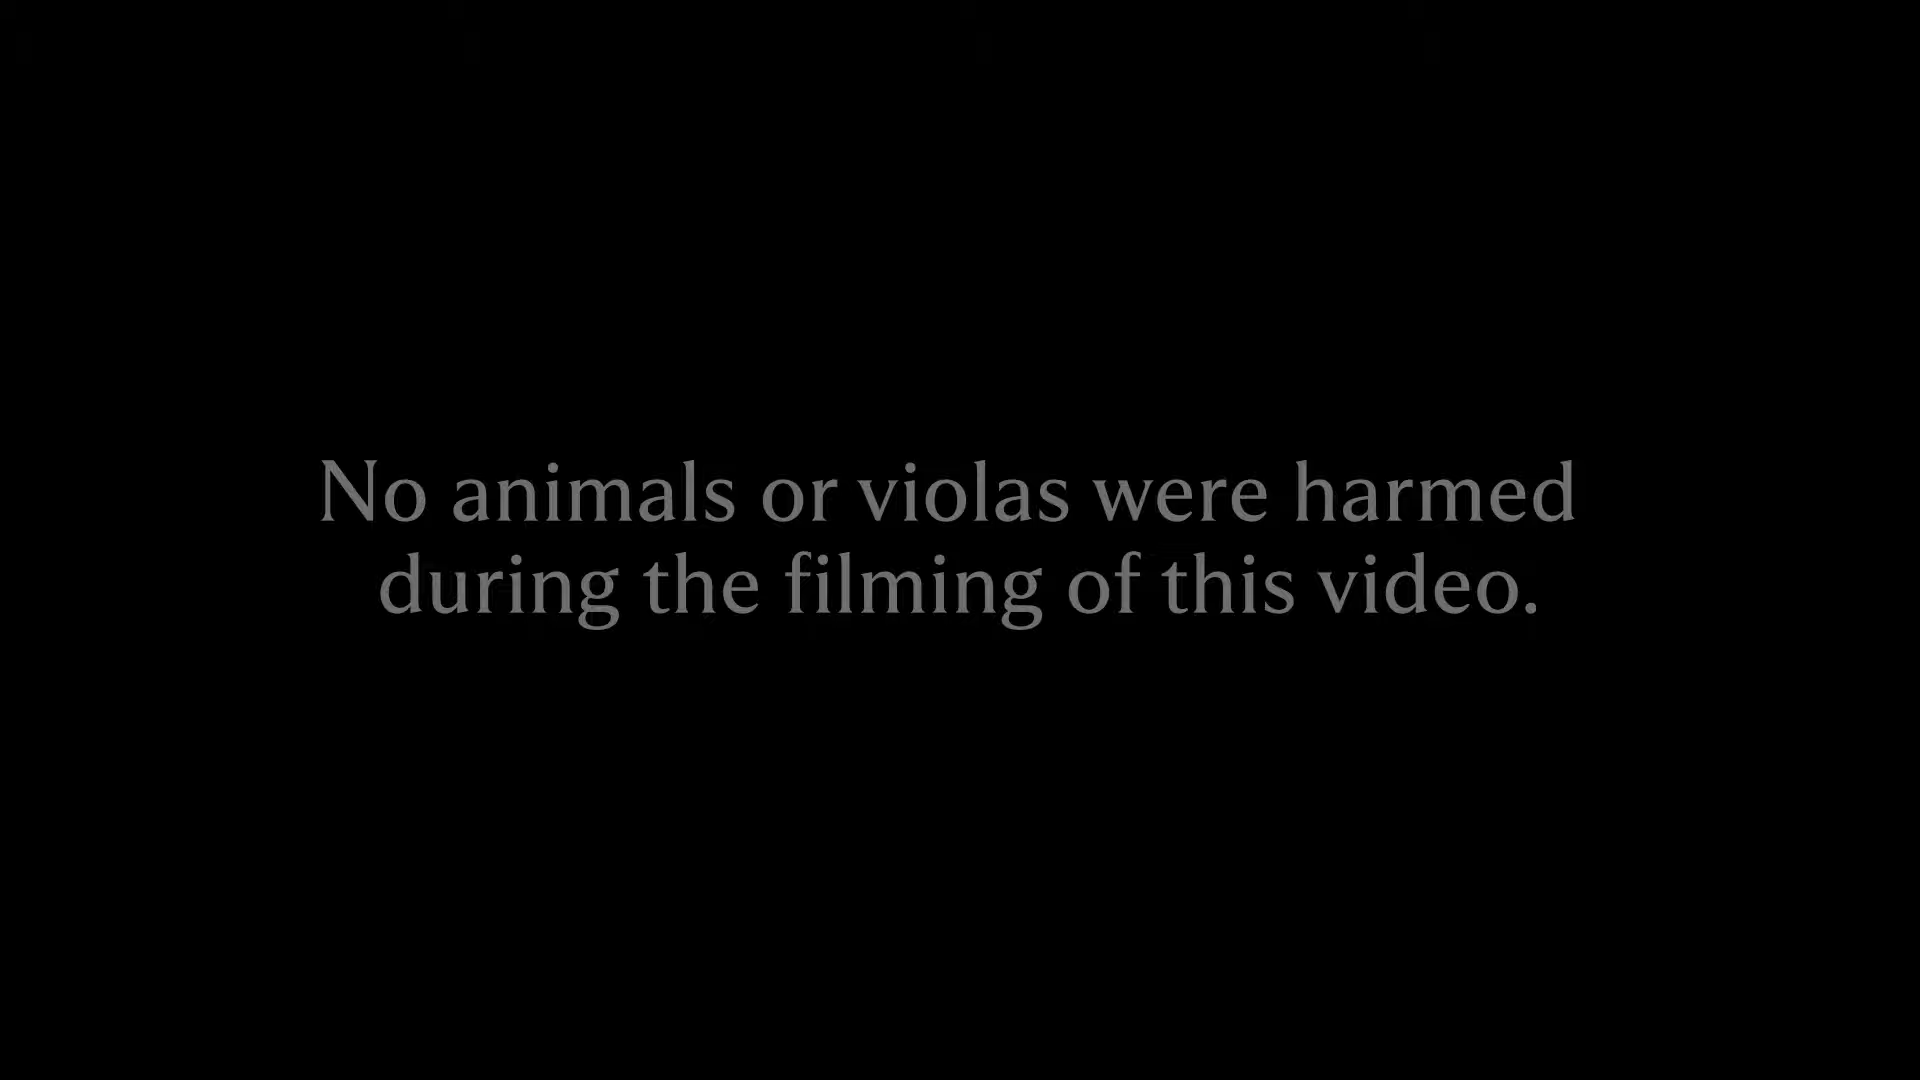 No animals or violas were harmed
during the filming of this video.